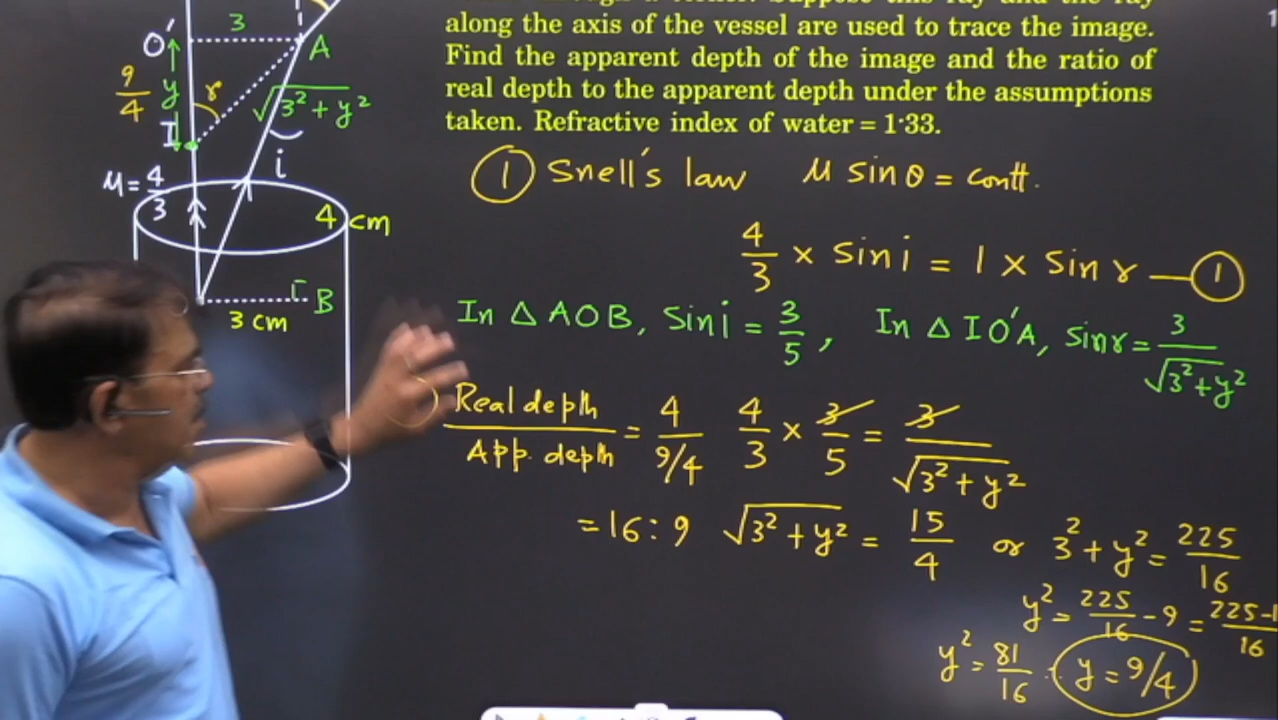 along the axis of the vessel are used to trace the image.
Find the apparent depth of the image and the ratio of
real depth to the apparent depth under the assumptions
taken. Refractive index of water = 1·33.
① Snell's law μ sinθ = contt.
4/3 × sin i = 1 × sin r — ①
In △ AOB, sin i = 3/5, In △ IO'A, sin r = 3/√(3²+y²)
Real depth/App. depth = 4/(9/4) 4/3 × 3/5 = 3/√(3²+y²)
= 16:9 √(3²+y²) = 15/4 or 3²+y² = 225/16
y² = 225/16 - 9 = 225-1/16
y² = 81/16 y = 9/4
3
O'
A
9/4 y r
√(3²+y²)
I
i
μ = 4/3
4 cm
B
3 cm
1